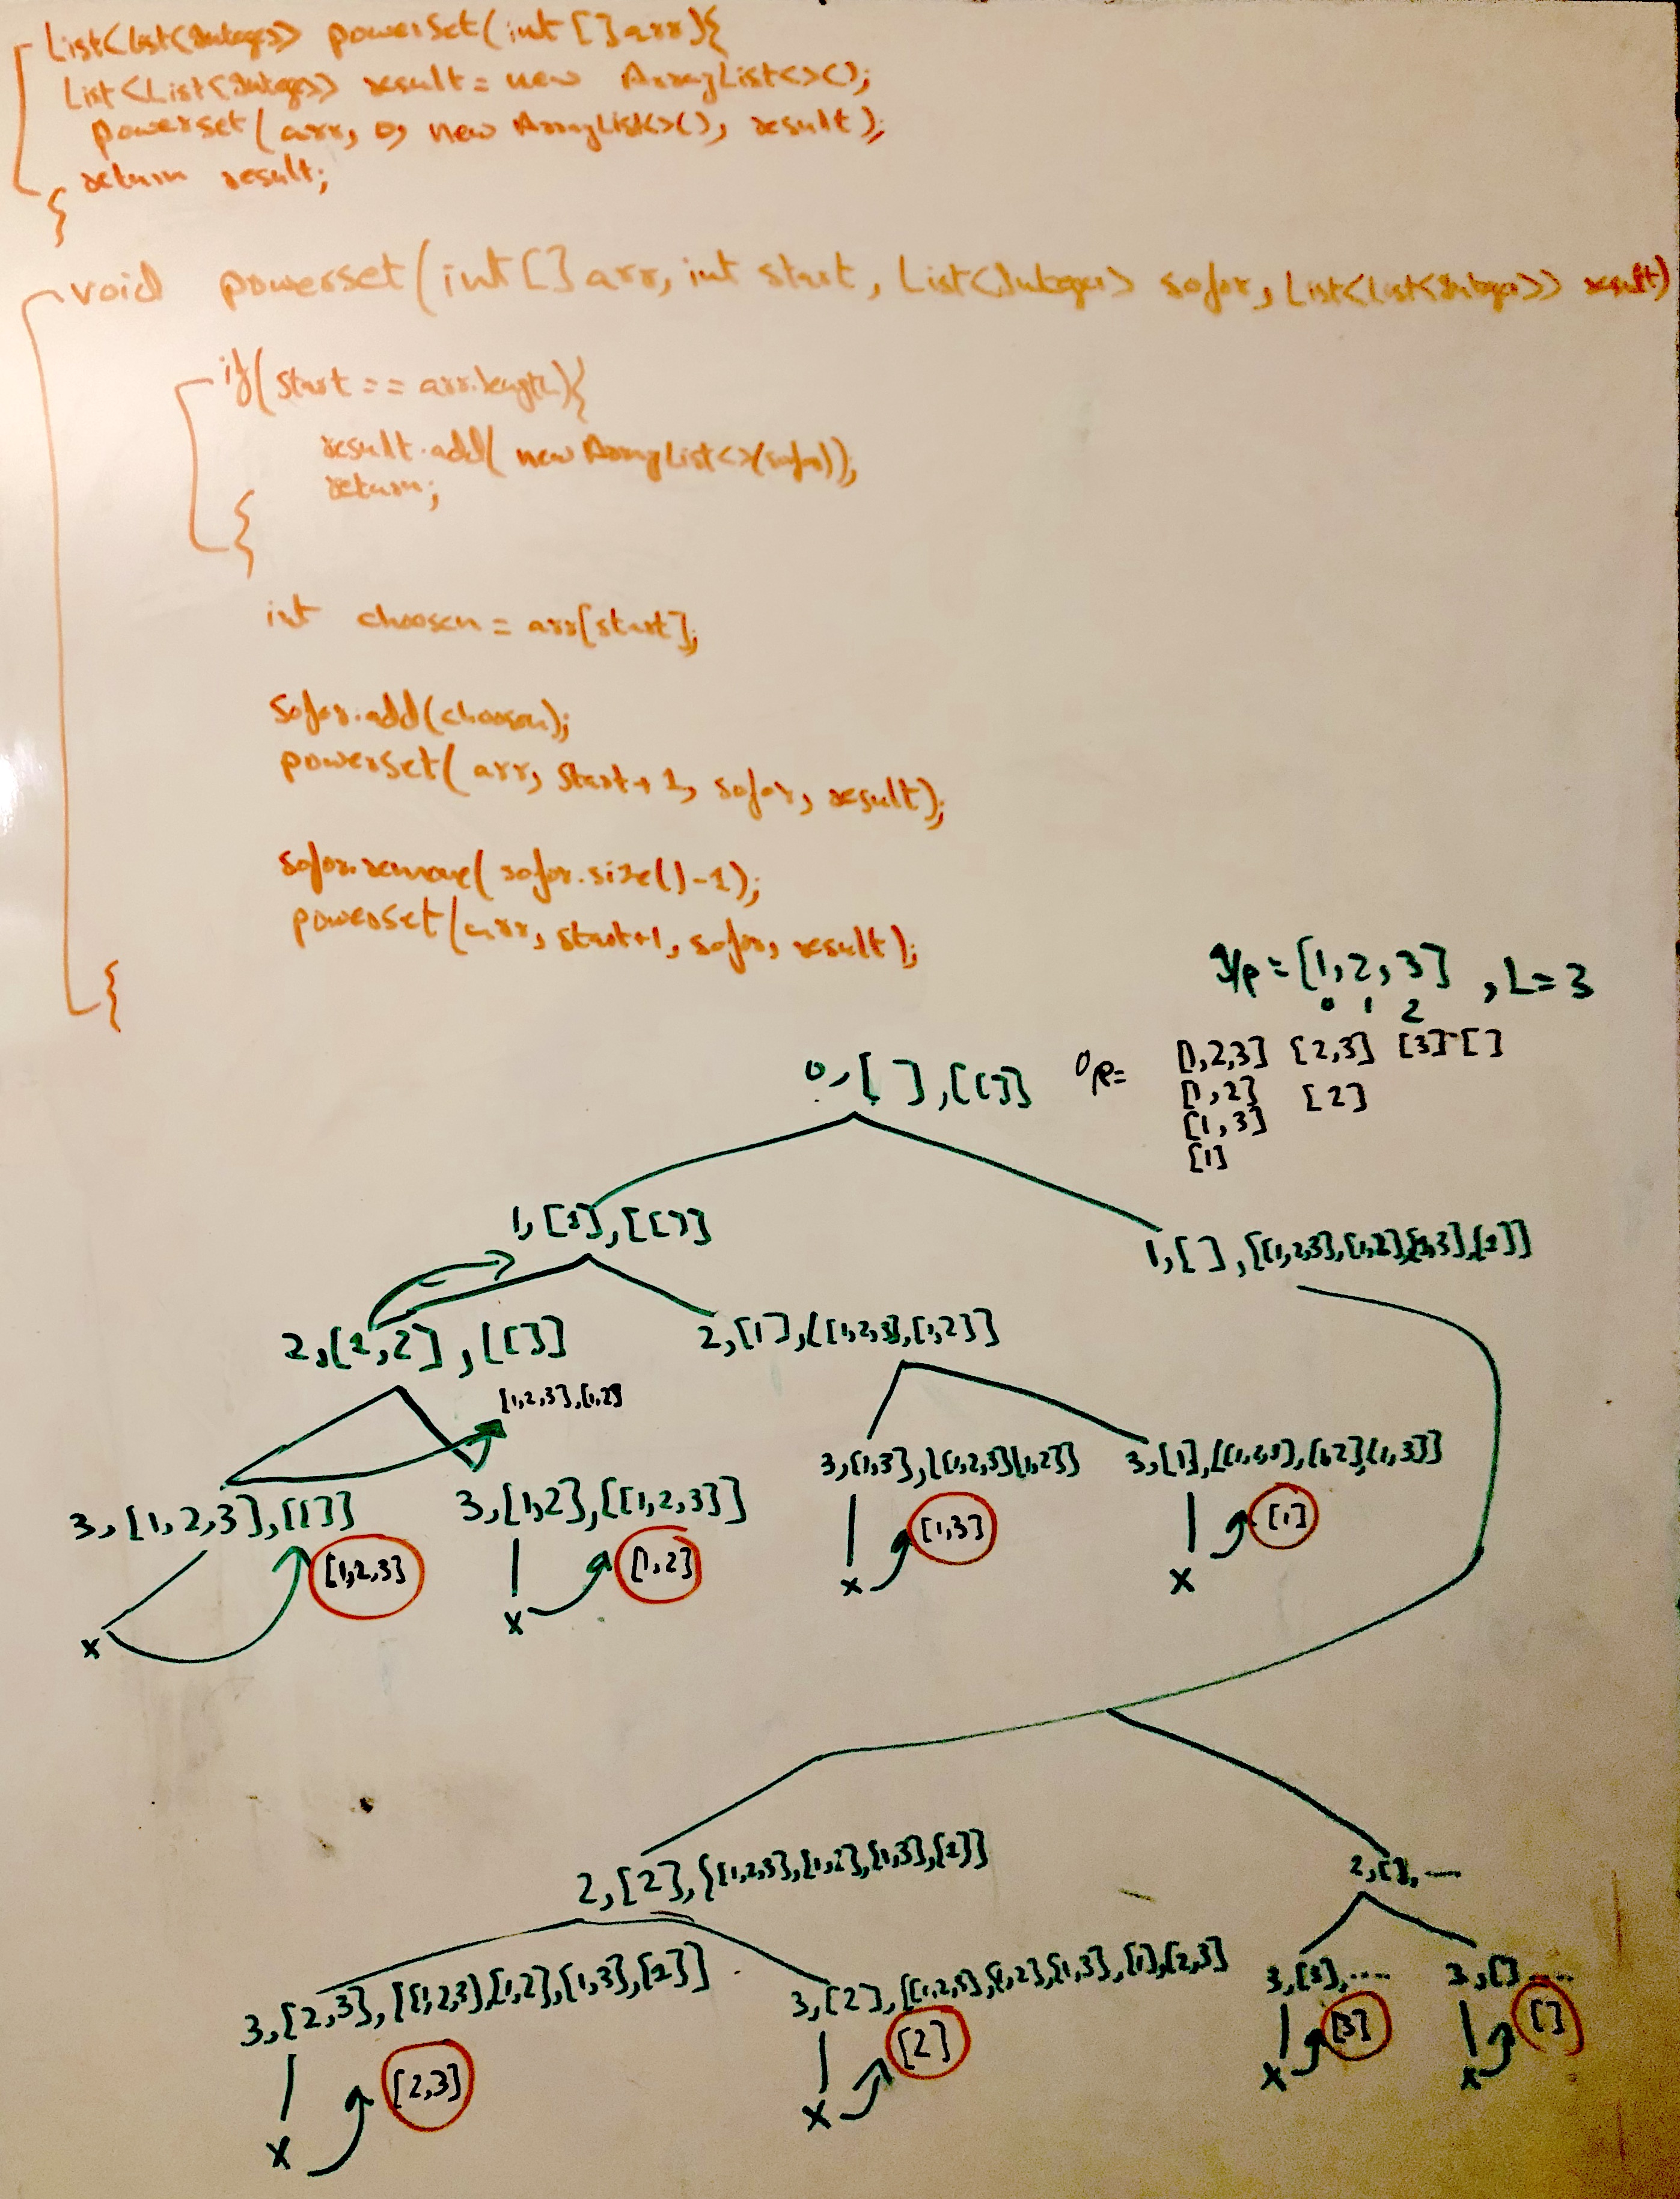 List<List<Integer>> powerset(int []arr){
List<List<Integer>> result = new ArrayList<>();
powerset(arr, 0, new ArrayList<>(), result);
return result;
}
void powerset(int[] arr, int start, List<Integer> sofar, List<List<Integer>> result)
if(start == arr.length){
result.add(new ArrayList<>(sofar));
return;
}
int choosen = arr[start];
sofar.add(choosen);
powerset(arr, start+1, sofar, result);
sofar.remove(sofar.size()-1);
powerset(arr, start+1, sofar, result);
}
I/p = [1,2,3], L=3
0 1 2
O/p= [1,2,3] [2,3] [3] []
[1,2] [2]
[1,3]
[1]
0,[ ],[[]]
1,[1],[[]]
1,[ ],[[1,2,3],[1,2],[1,3],[1]]
2,[1,2],[[]]
2,[1],[[1,2,3],[1,2]]
[1,2,3],[1,2]
3,[1,2,3],[[]]
3,[1,2],[[1,2,3]]
3,[1,3],[[1,2,3][1,2]]
3,[1],[[1,2,3],[1,2],[1,3]]
[1,2,3]
[1,2]
[1,3]
[1]
x
x
x
x
2,[2],[[1,2,3],[1,2],[1,3],[1]]
2,[],....
3,[2,3],[[1,2,3],[1,2],[1,3],[1]]
3,[2],[[1,2,3],[1,2],[1,3],[1],[2,3]
3,[3],.....
3,[].....
[2,3]
[2]
[3]
[]
x
x
x
x